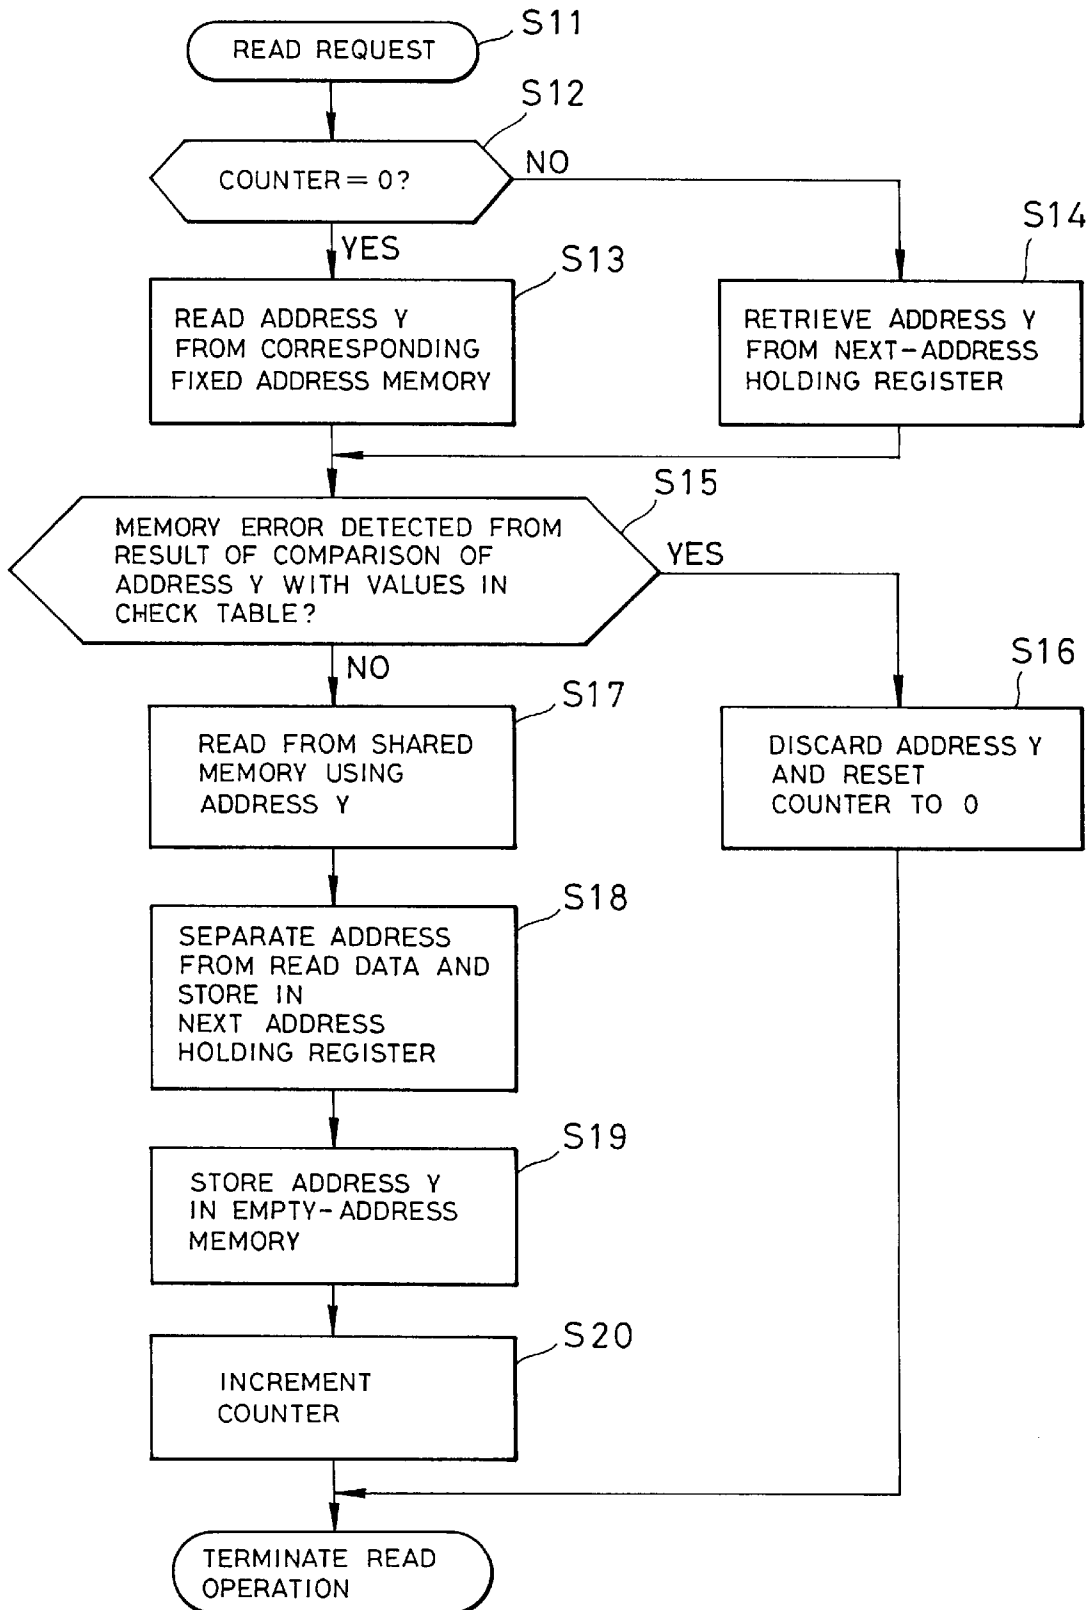 S11
READ REQUEST
S12
COUNTER = 0?
NO
YES
S13
READ ADDRESS Y
FROM CORRESPONDING
FIXED ADDRESS MEMORY
S14
RETRIEVE ADDRESS Y
FROM NEXT-ADDRESS
HOLDING REGISTER
S15
MEMORY ERROR DETECTED FROM
RESULT OF COMPARISON OF
ADDRESS Y WITH VALUES IN
CHECK TABLE?
YES
NO
S16
DISCARD ADDRESS Y
AND RESET
COUNTER TO 0
S17
READ FROM SHARED
MEMORY USING
ADDRESS Y
S18
SEPARATE ADDRESS
FROM READ DATA AND
STORE IN
NEXT ADDRESS
HOLDING REGISTER
S19
STORE ADDRESS Y
IN EMPTY-ADDRESS
MEMORY
S20
INCREMENT
COUNTER
TERMINATE READ
OPERATION